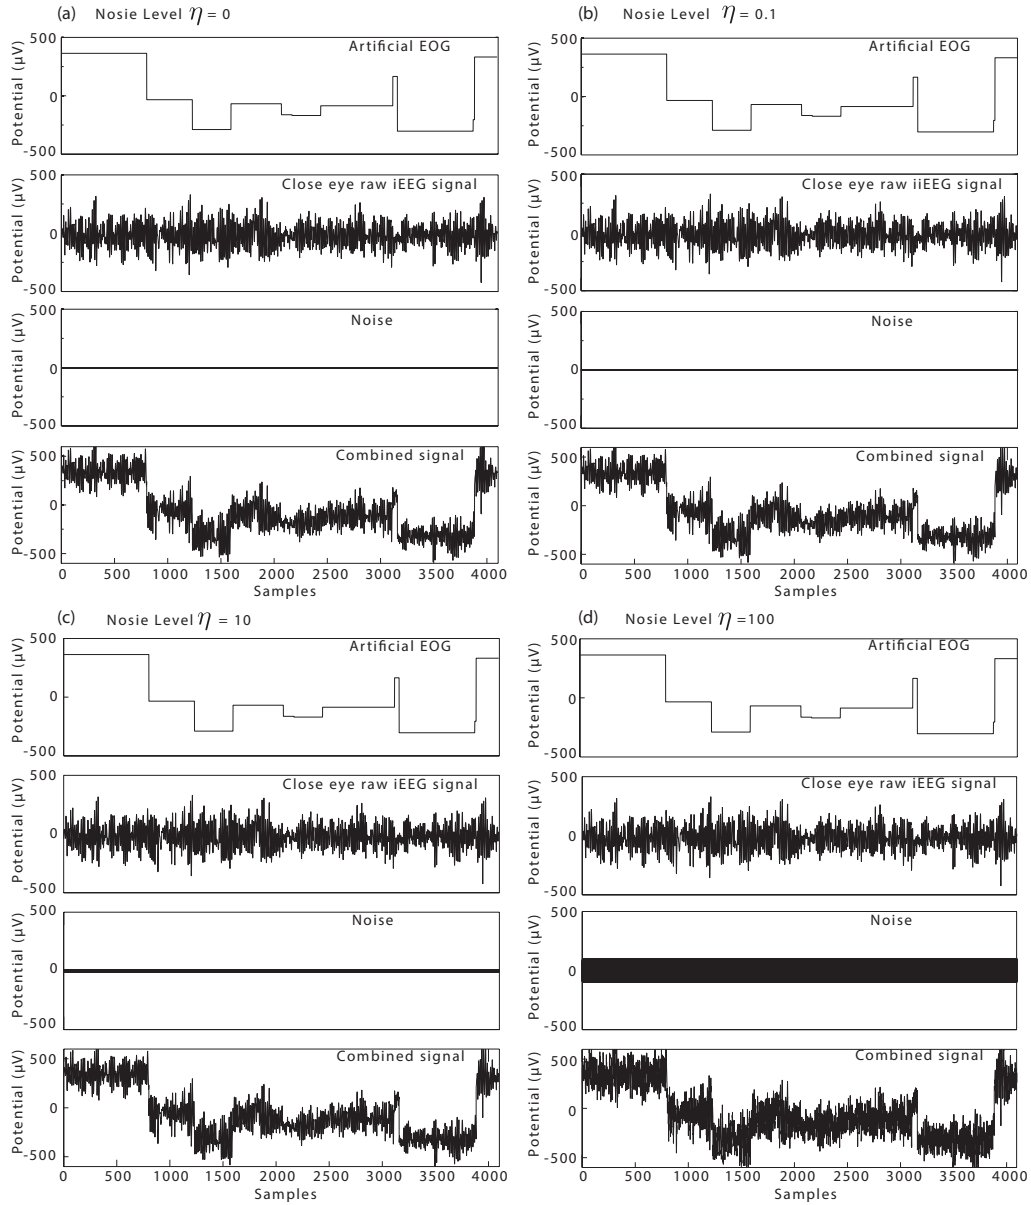 (a) Nosie Level η = 0
500
Artificial EOG
Potential (μV)
0
-500
500
Close eye raw iEEG signal
Potential (μV)
0
-500
500
Noise
Potential (μV)
0
-500
500
Combined signal
Potential (μV)
0
-500
0 500 1000 1500 2000 2500 3000 3500 4000
Samples
(b) Nosie Level η = 0.1
500
Artificial EOG
Potential (μV)
0
-500
500
Close eye raw iiEEG signal
Potential (μV)
0
-500
500
Noise
Potential (μV)
0
-500
500
Combined signal
Potential (μV)
0
-500
0 500 1000 1500 2000 2500 3000 3500 4000
Samples
(c) Nosie Level η = 10
500
Artificial EOG
Potential (μV)
0
-500
500
Close eye raw iEEG signal
Potential (μV)
0
-500
500
Noise
Potential (μV)
0
-500
500
Combined signal
Potential (μV)
0
-500
0 500 1000 1500 2000 2500 3000 3500 4000
Samples
(d) Nosie Level η =100
500
Artificial EOG
Potential (μV)
0
-500
500
Close eye raw iEEG signal
Potential (μV)
0
-500
500
Noise
Potential (μV)
0
-500
500
Combined signal
Potential (μV)
0
-500
0 500 1000 1500 2000 2500 3000 3500 4000
Samples